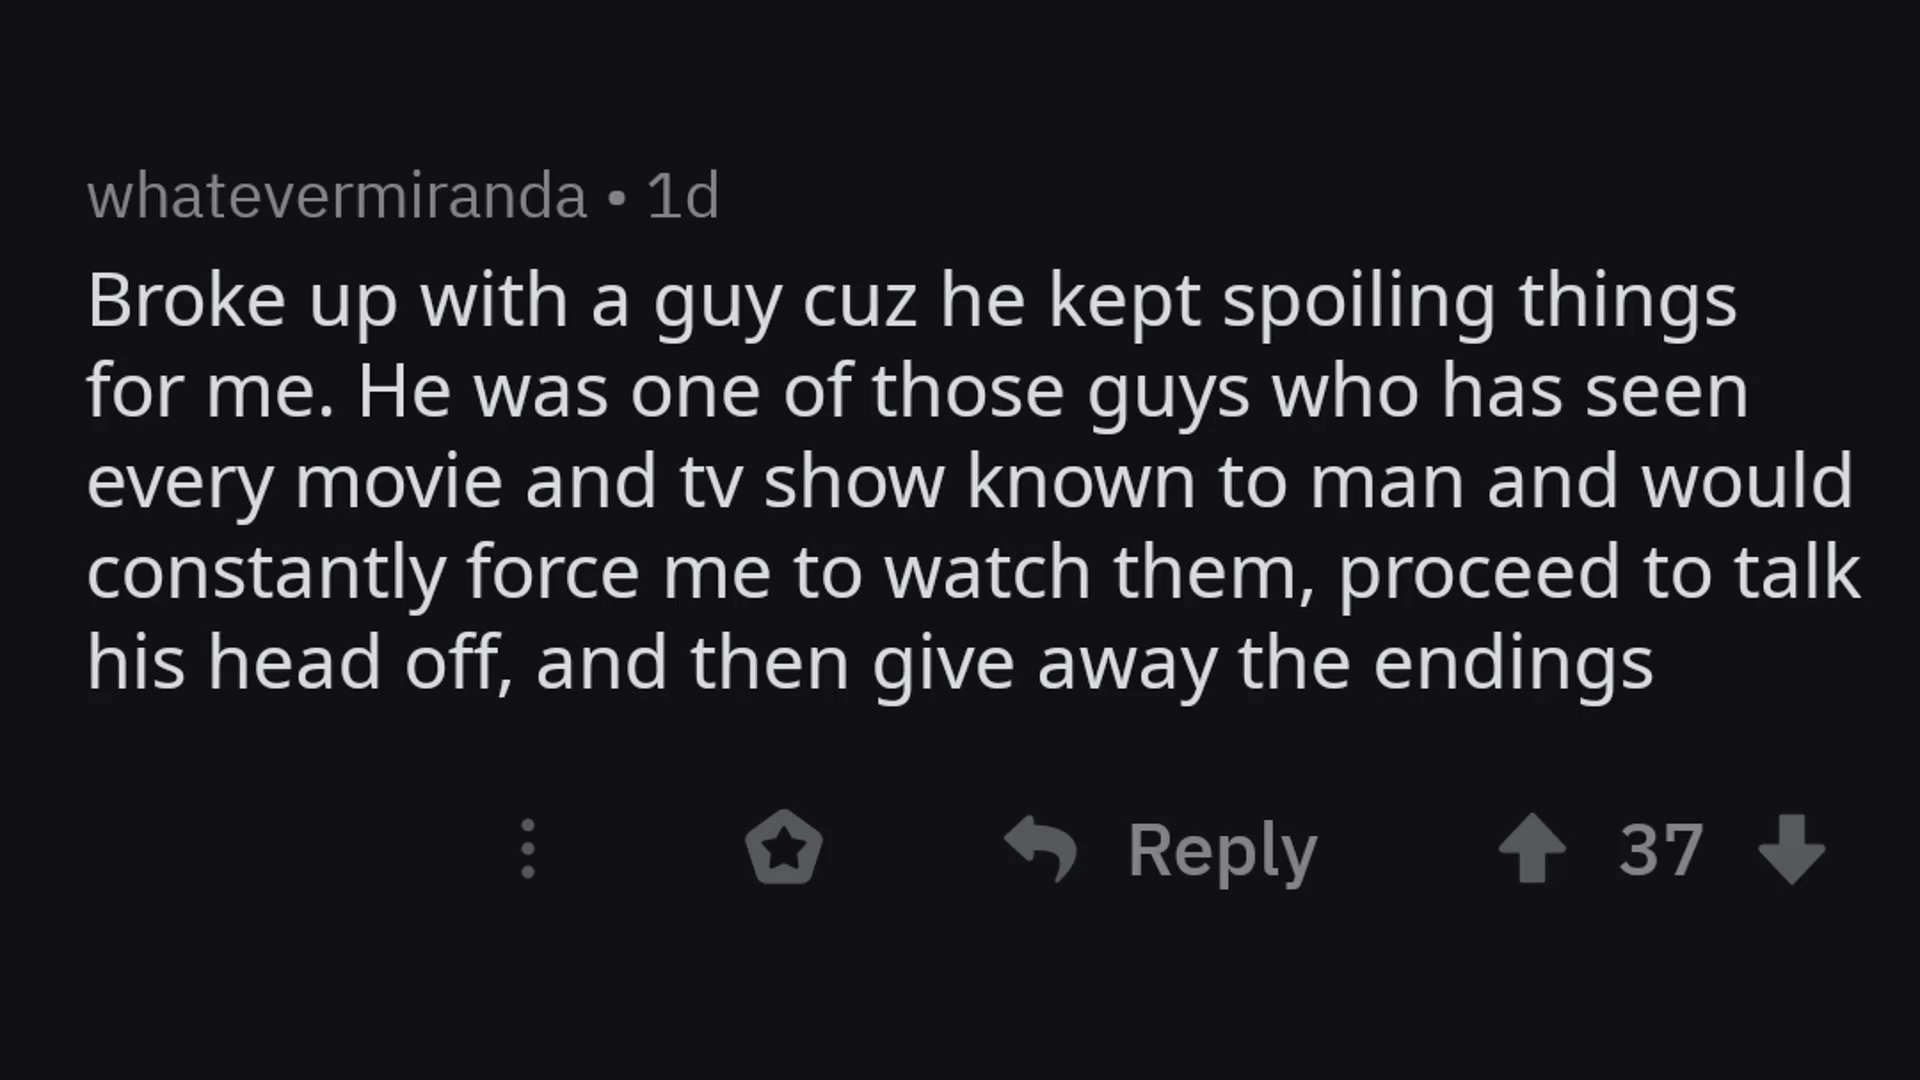 whatevermiranda • 1d
Broke up with a guy cuz he kept spoiling things
for me. He was one of those guys who has seen
every movie and tv show known to man and would
constantly force me to watch them, proceed to talk
his head off, and then give away the endings
Reply 37